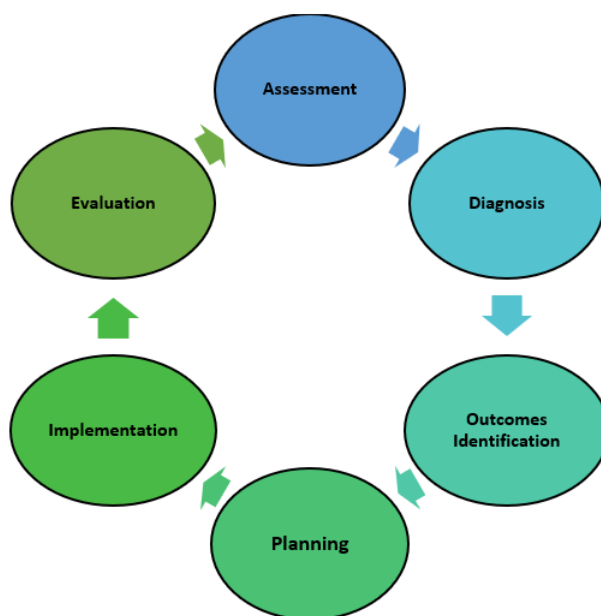 Assessment
Diagnosis
Outcomes
Identification
Planning
Implementation
Evaluation